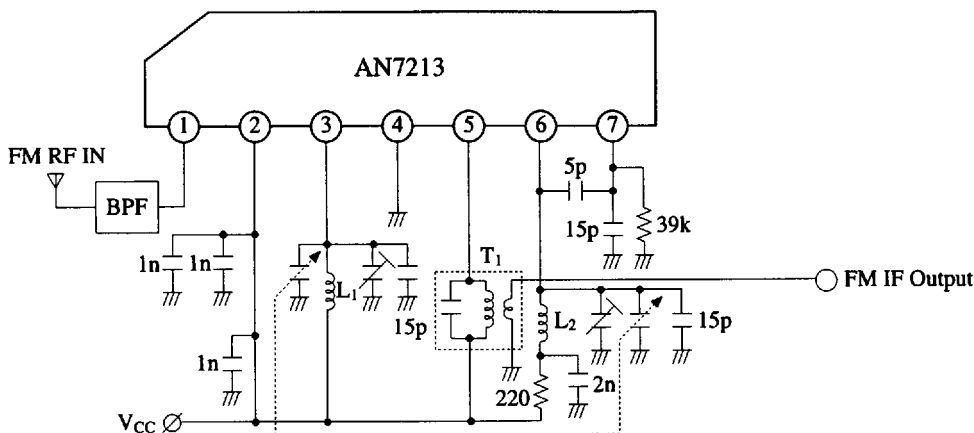 AN7213
1 2 3 4 5 6 7
FM RF IN
BPF
5p
15p
39k
1n
1n
L1
T1
15p
FM IF Output
L2
15p
1n
220
2n
VCC